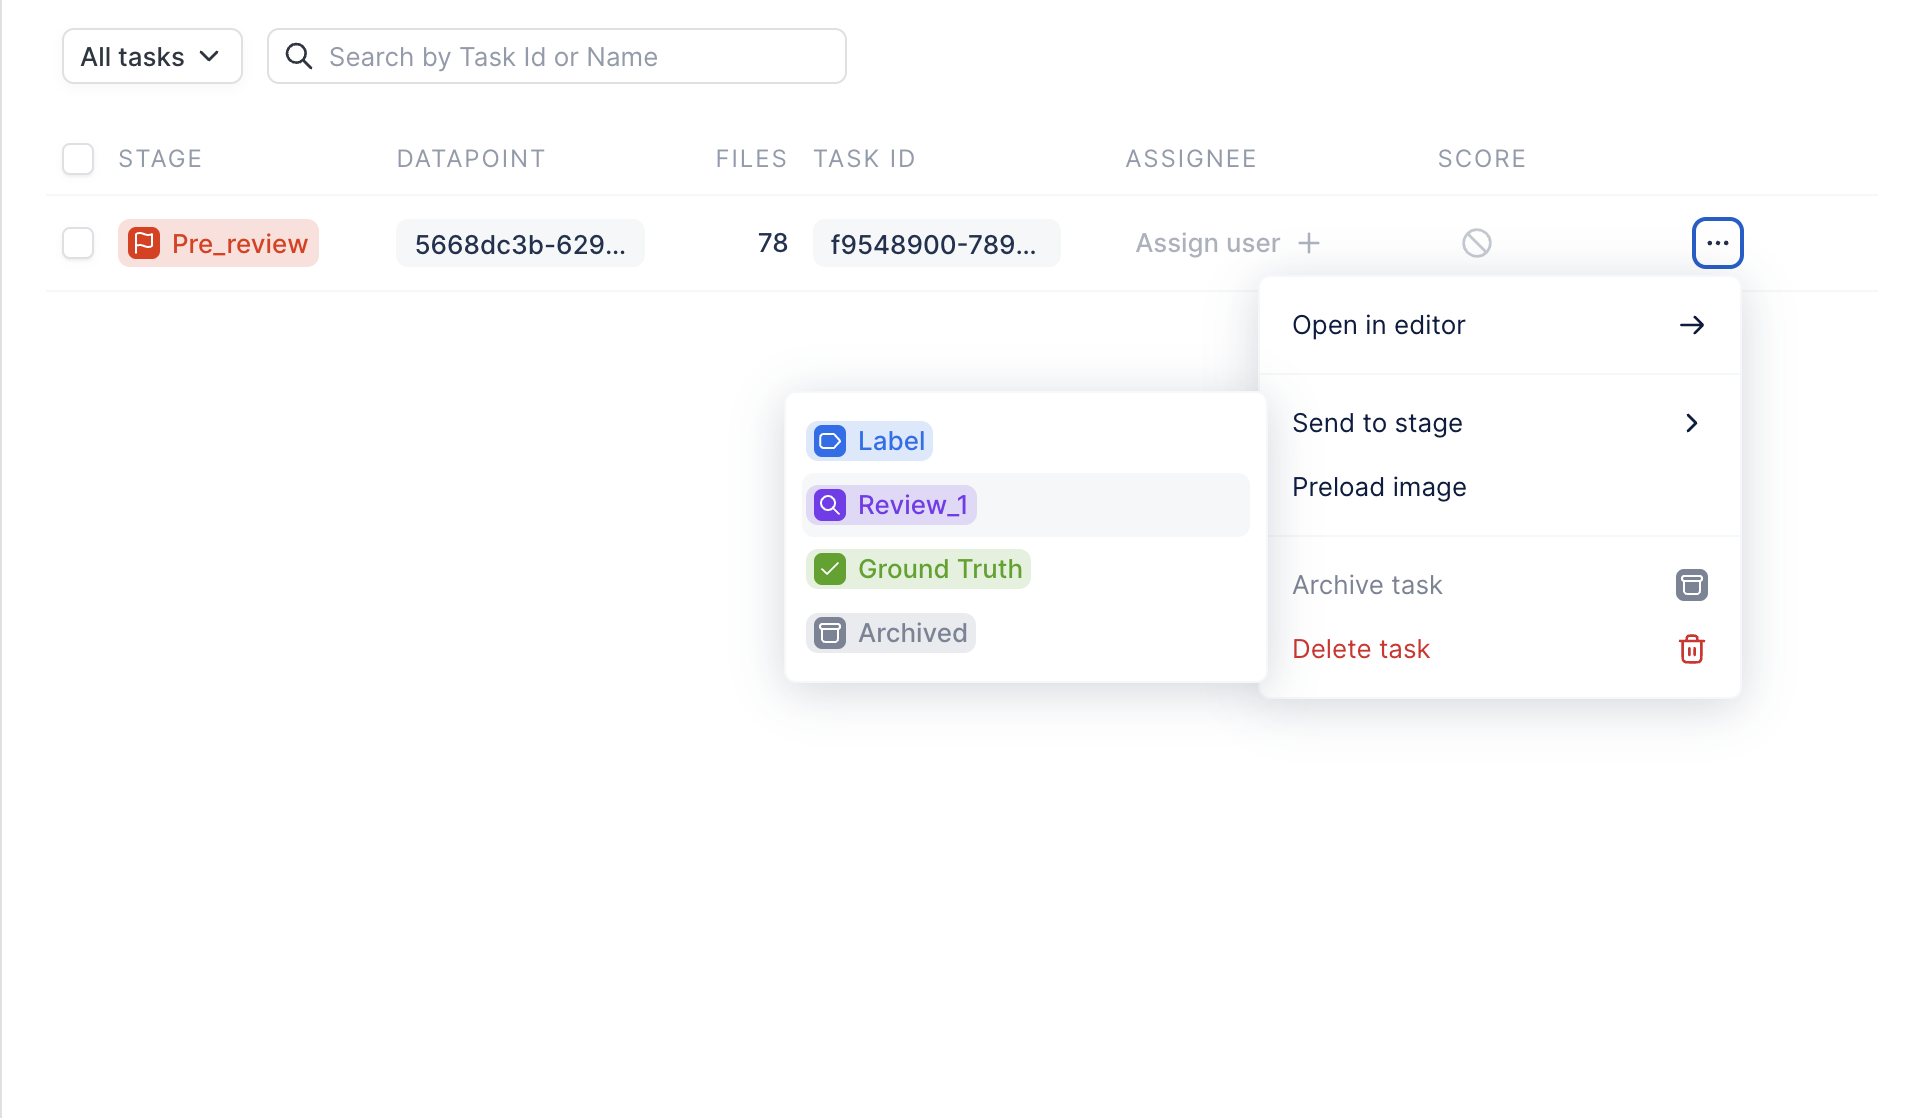 All tasks
Search by Task Id or Name
STAGE DATAPOINT FILES TASK ID ASSIGNEE SCORE
Pre_review 5668dc3b-629... 78 f9548900-789... Assign user
Open in editor
Send to stage
Preload image
Archive task
Delete task
Label
Review_1
Ground Truth
Archived